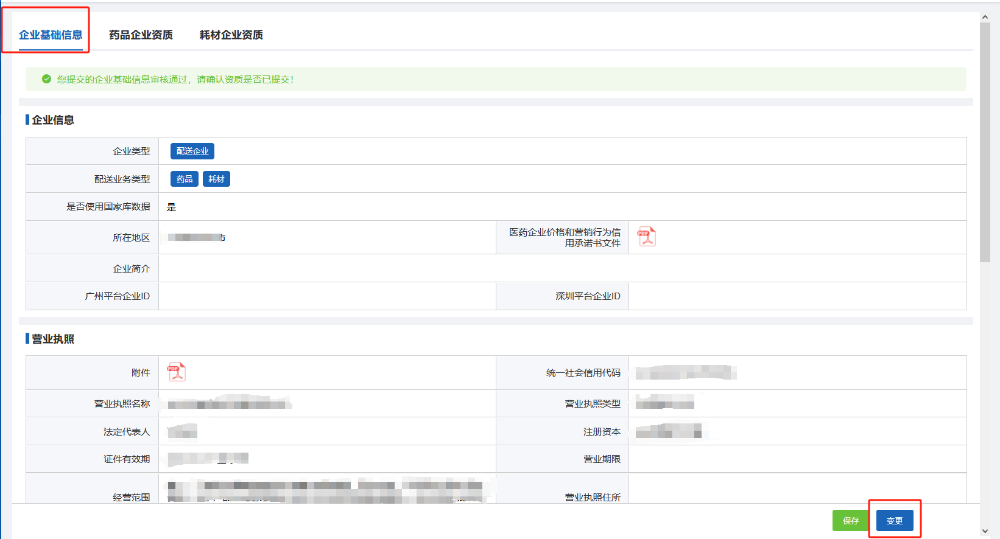 企业基础信息 药品企业资质 耗材企业资质
您提交的企业基础信息审核通过，请确认资质是否已提交！
企业信息
企业类型 配送企业
配送业务类型 药品 耗材
是否使用国家库数据 是
所在地区 市 医药企业价格和营销行为信
用承诺书文件 PDF
企业简介
广州平台企业ID 深圳平台企业ID
营业执照
附件 PDF 统一社会信用代码
营业执照名称 营业执照类型
法定代表人 注册资本
证件有效期 营业期限
经营范围 营业执照住所
保存 变更